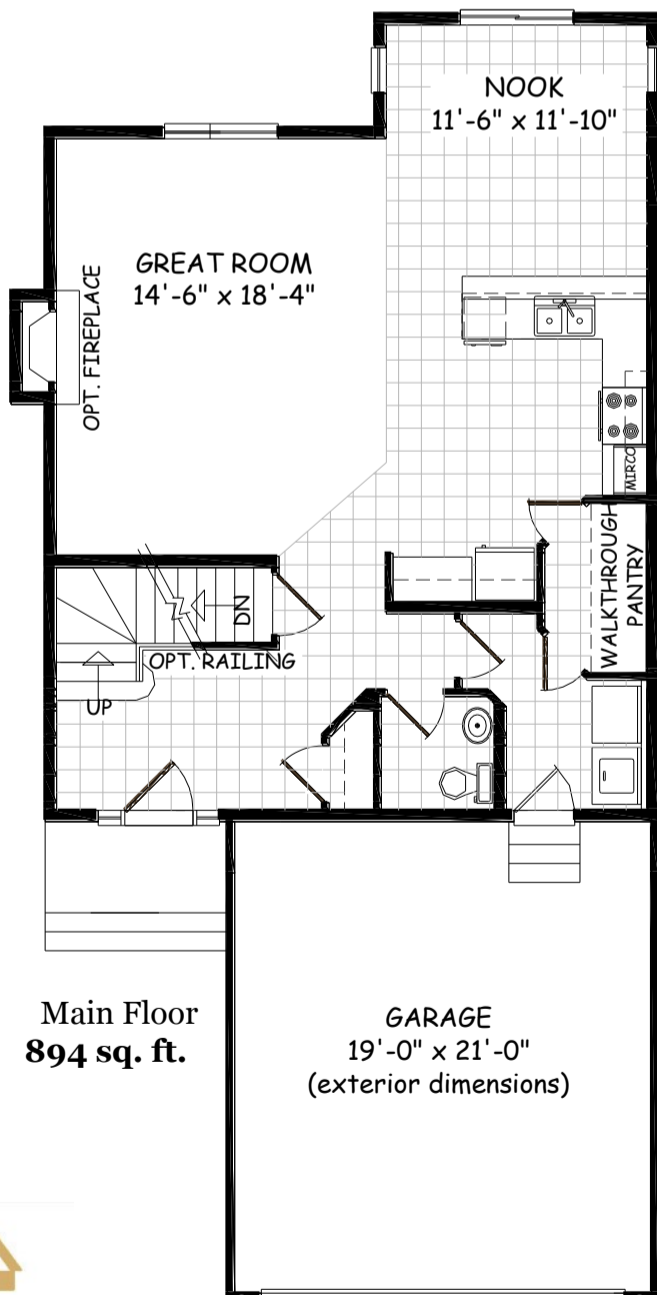 NOOK
11'-6" x 11'-10"
GREAT ROOM
14'-6" x 18'-4"
OPT. FIREPLACE
MIRCO
WALKTHROUGH
PANTRY
DN
OPT. RAILING
UP
Main Floor
894 sq. ft.
GARAGE
19'-0" x 21'-0"
(exterior dimensions)